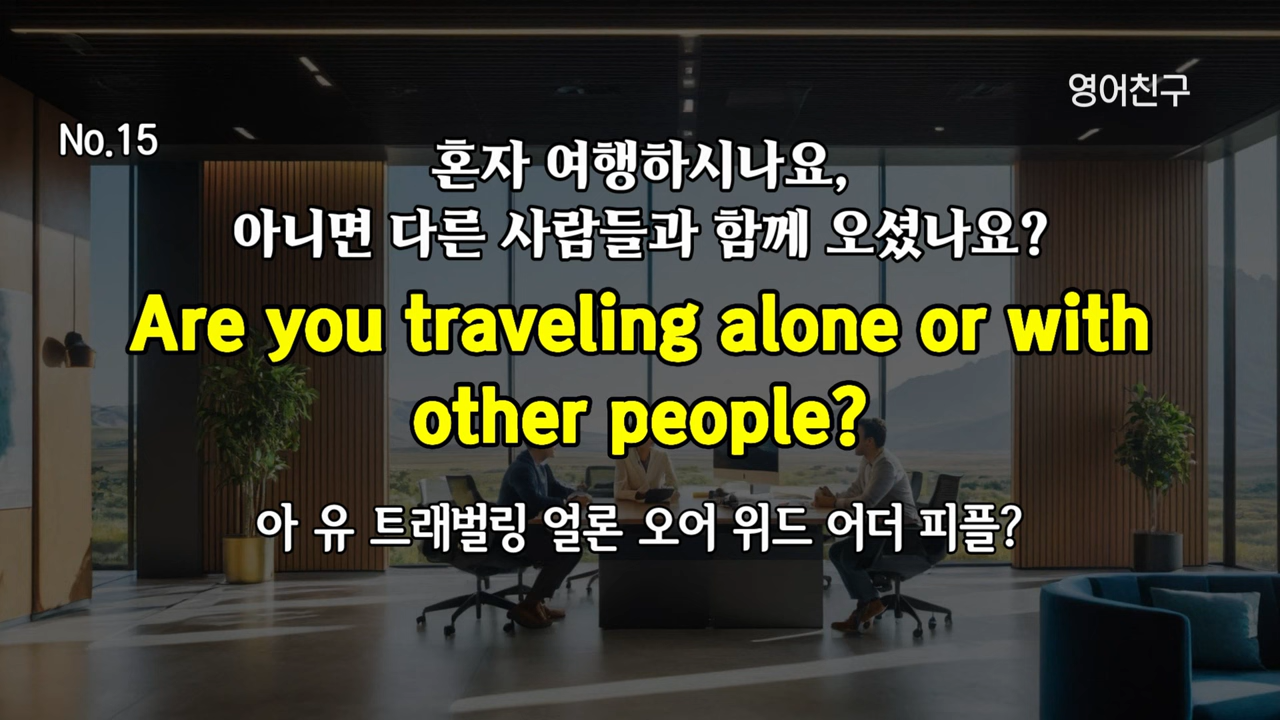 영어친구
No.15
혼자 여행하시나요,
아니면 다른 사람들과 함께 오셨나요?
Are you traveling alone or with
other people?
아 유 트래벌링 얼론 오어 위드 어더 피플?